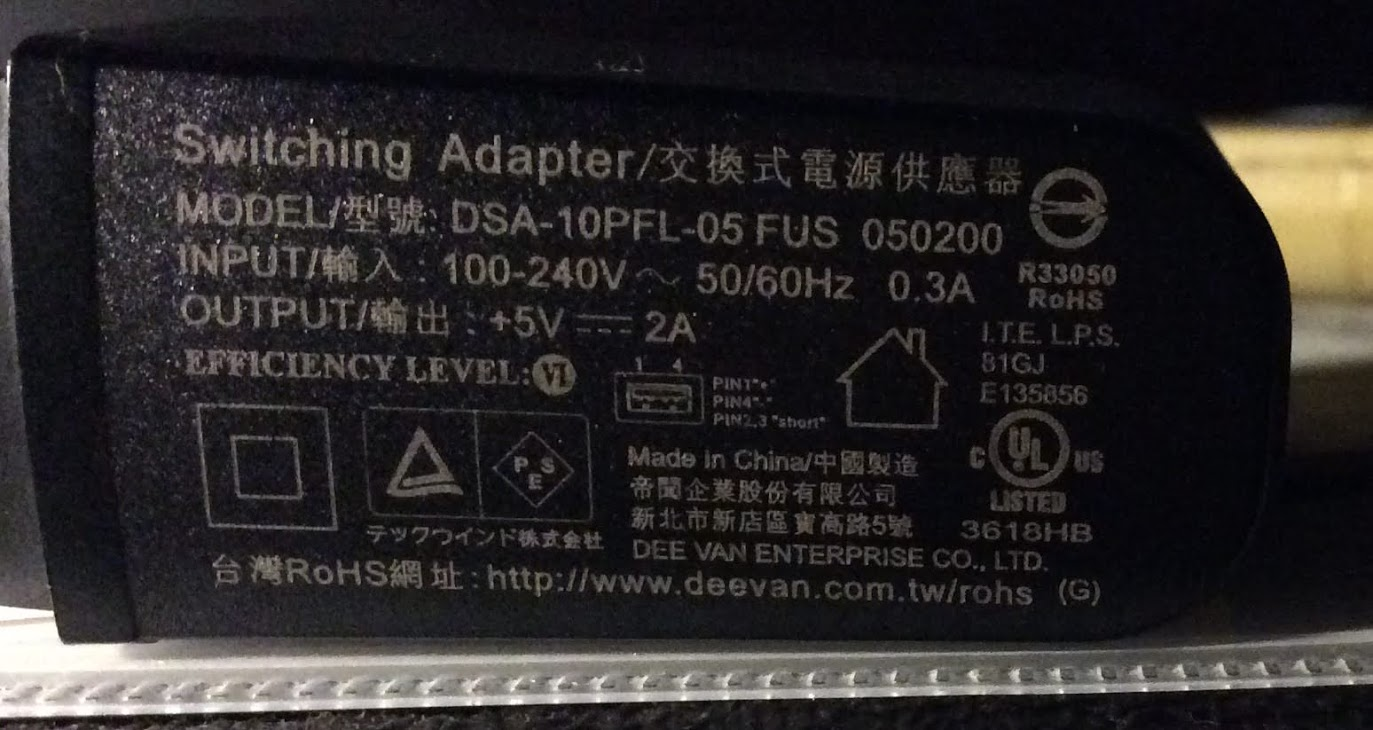 Switching Adapter/交換式電源供應器
MODEL/型號: DSA-10PFL-05 FUS 050200
INPUT/輸入 : 100-240V ～ 50/60Hz 0.3A
OUTPUT/輸出 : +5V ⎓ 2A
R33050
RoHS
EFFICIENCY LEVEL: VI
1 4
PIN1"+"
PIN4"-"
PIN2,3 "short"
I.T.E. L.P.S.
81GJ
E135856
C UL US
LISTED
3618HB
PSE
テックウインド株式会社
Made in China/中國製造
帝聞企業股份有限公司
新北市新店區寶高路5號
DEE VAN ENTERPRISE CO., LTD.
台灣RoHS網址 : http://www.deevan.com.tw/rohs (G)